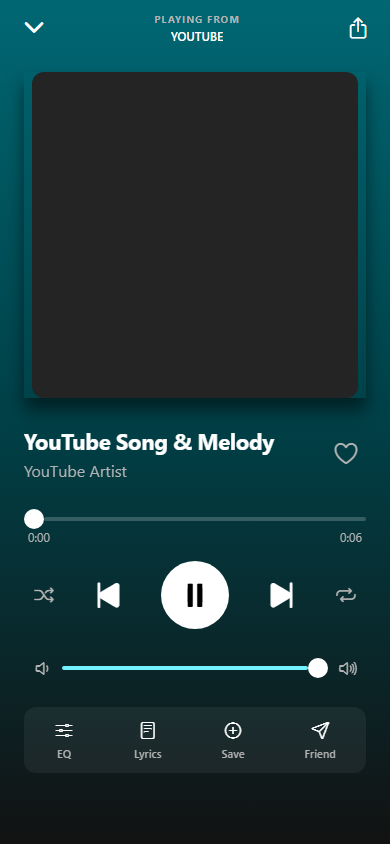 PLAYING FROM
YOUTUBE
YouTube Song & Melody
YouTube Artist
0:00 0:06
EQ Lyrics Save Friend